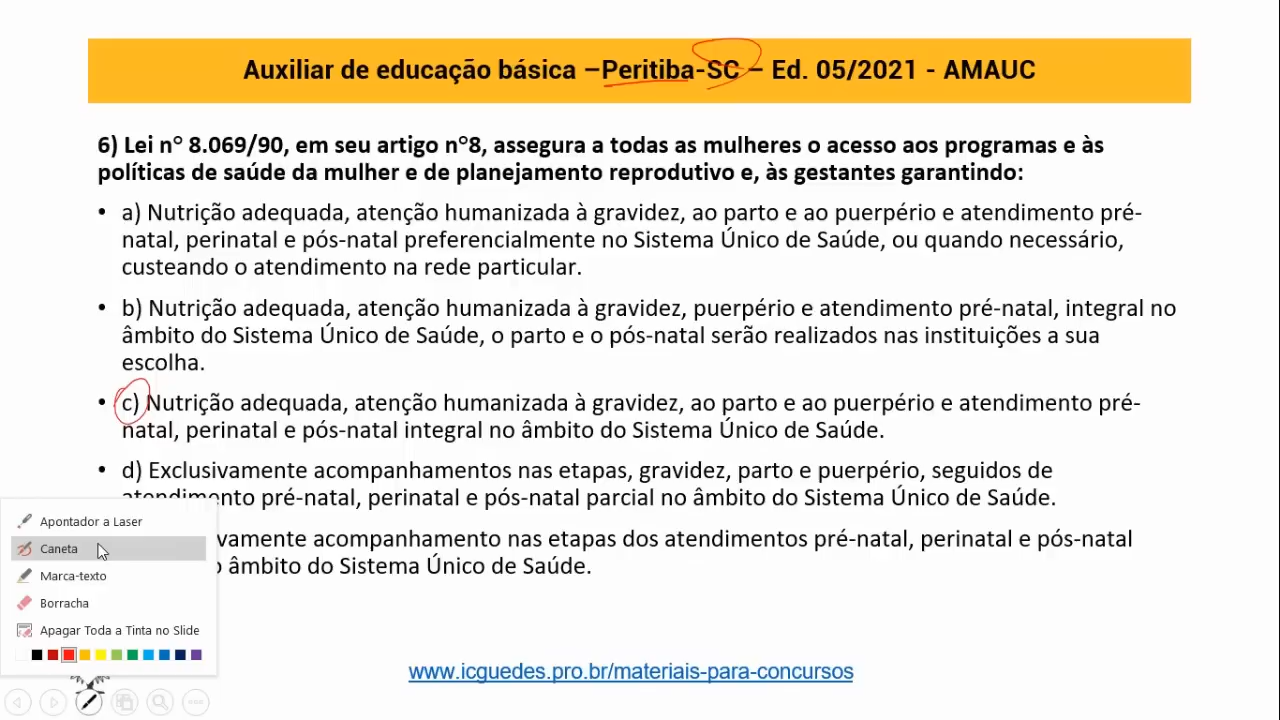 Auxiliar de educação básica –Peritiba-SC – Ed. 05/2021 - AMAUC
6) Lei n° 8.069/90, em seu artigo n°8, assegura a todas as mulheres o acesso aos programas e às
políticas de saúde da mulher e de planejamento reprodutivo e, às gestantes garantindo:
• a) Nutrição adequada, atenção humanizada à gravidez, ao parto e ao puerpério e atendimento pré-
natal, perinatal e pós-natal preferencialmente no Sistema Único de Saúde, ou quando necessário,
custeando o atendimento na rede particular.
• b) Nutrição adequada, atenção humanizada à gravidez, puerpério e atendimento pré-natal, integral no
âmbito do Sistema Único de Saúde, o parto e o pós-natal serão realizados nas instituições a sua
escolha.
• c) Nutrição adequada, atenção humanizada à gravidez, ao parto e ao puerpério e atendimento pré-
natal, perinatal e pós-natal integral no âmbito do Sistema Único de Saúde.
• d) Exclusivamente acompanhamentos nas etapas, gravidez, parto e puerpério, seguidos de
atendimento pré-natal, perinatal e pós-natal parcial no âmbito do Sistema Único de Saúde.
acompanhamento nas etapas dos atendimentos pré-natal, perinatal e pós-natal
âmbito do Sistema Único de Saúde.
Apontador a Laser
Caneta
Marca-texto
Borracha
Apagar Toda a Tinta no Slide
www.icguedes.pro.br/materiais-para-concursos